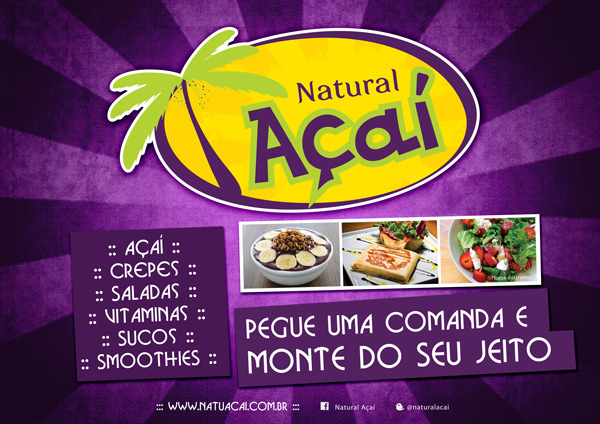 Natural
Açaí
:: AÇAÍ ::
:: CREPES ::
:: SALADAS ::
:: VITAMINAS ::
:: SUCOS ::
:: SMOOTHIES ::
PEGUE UMA COMANDA E
MONTE DO SEU JEITO
::: WWW.NATUACAI.COM.BR :::
Natural Açaí
@naturalacai